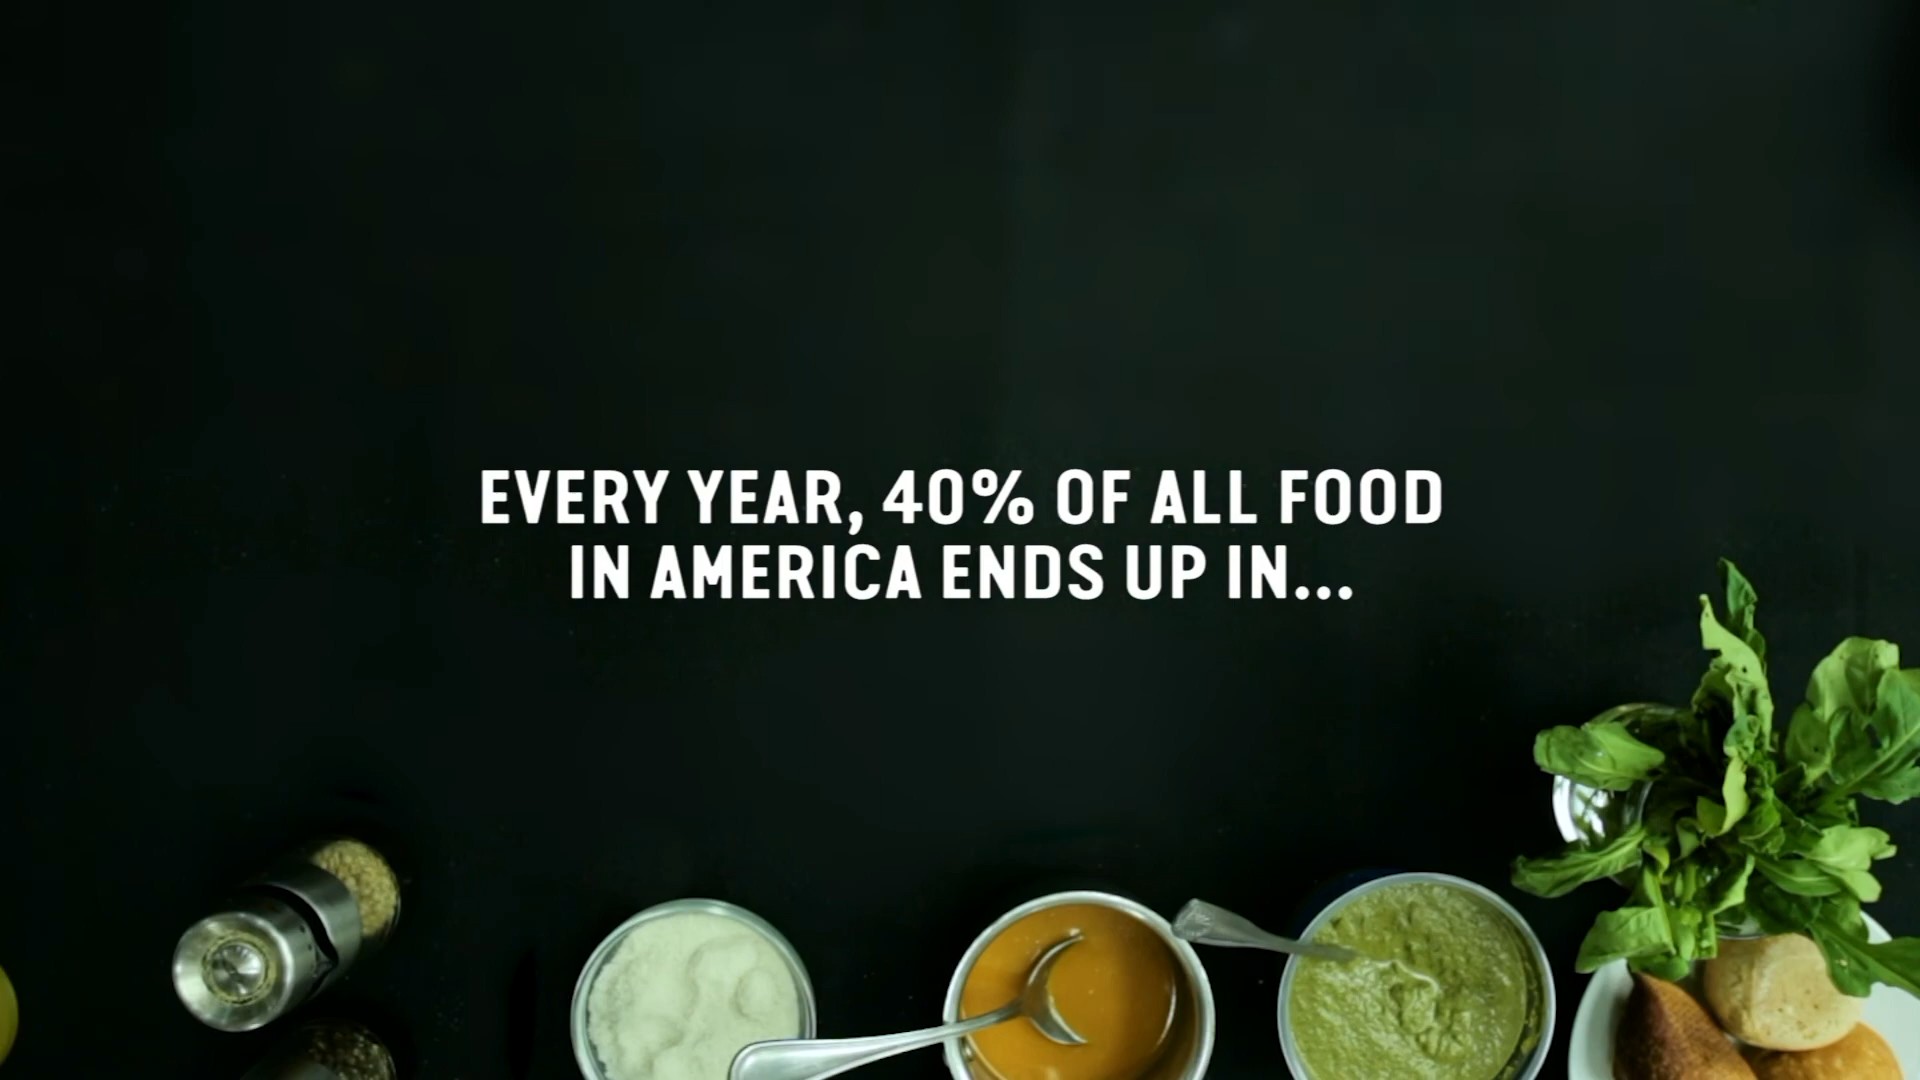 EVERY YEAR, 40% OF ALL FOOD
IN AMERICA ENDS UP IN...